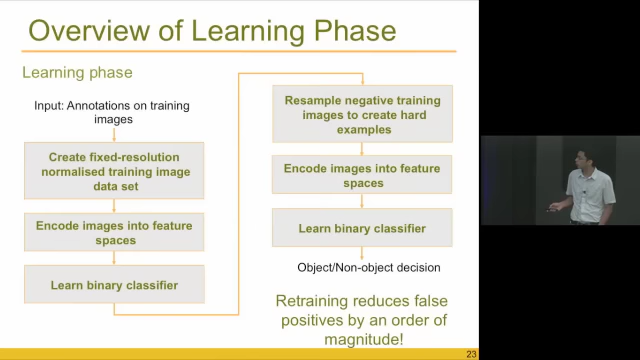 Overview of Learning Phase
Learning phase
Input: Annotations on training
images
Create fixed-resolution
normalised training image
data set
Encode images into feature
spaces
Learn binary classifier
Resample negative training
images to create hard
examples
Encode images into feature
spaces
Learn binary classifier
Object/Non-object decision
Retraining reduces false
positives by an order of
magnitude!
23